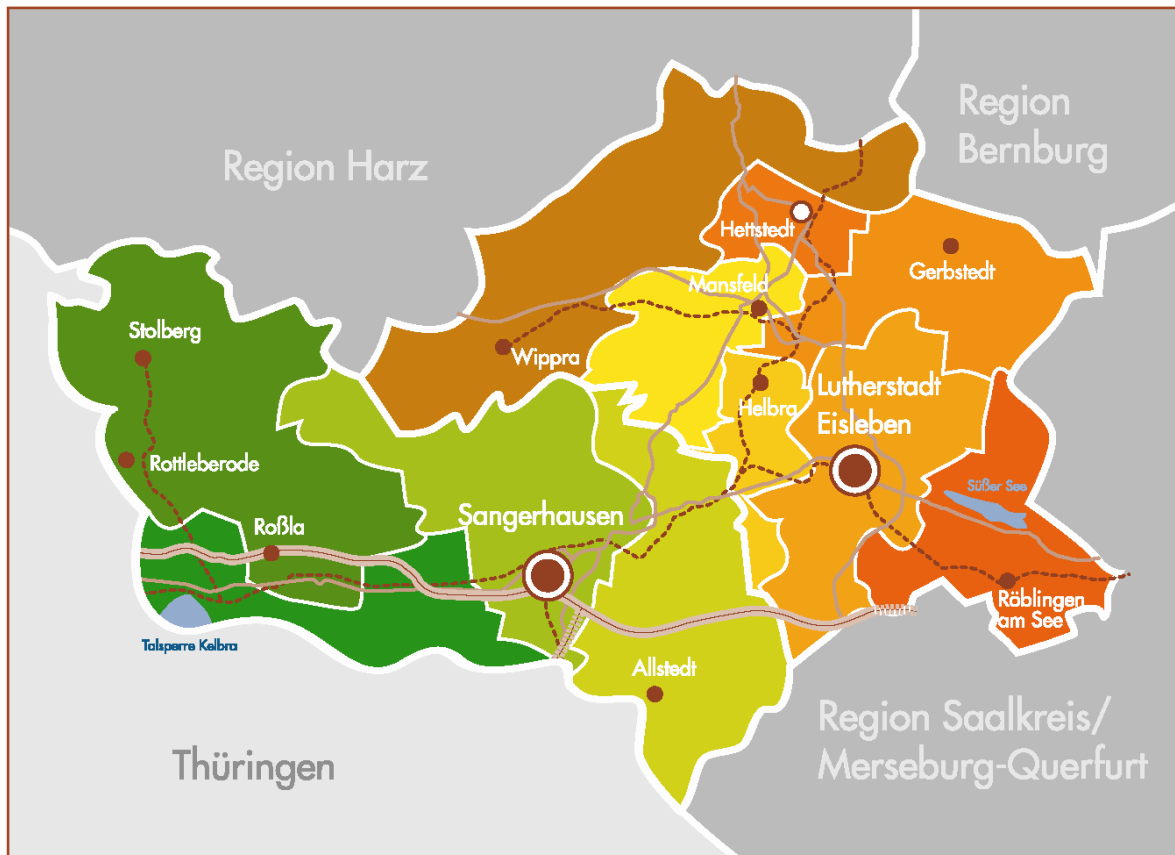 Region
Bernburg
Region Harz
Hettstedt
Gerbstedt
Mansfeld
Stolberg
Wippra
Lutherstadt
Eisleben
Helbra
Rottleberode
Süßer See
Sangerhausen
Roßla
Röblingen
am See
Talsperre Kelbra
Allstedt
Region Saalkreis/
Merseburg-Querfurt
Thüringen